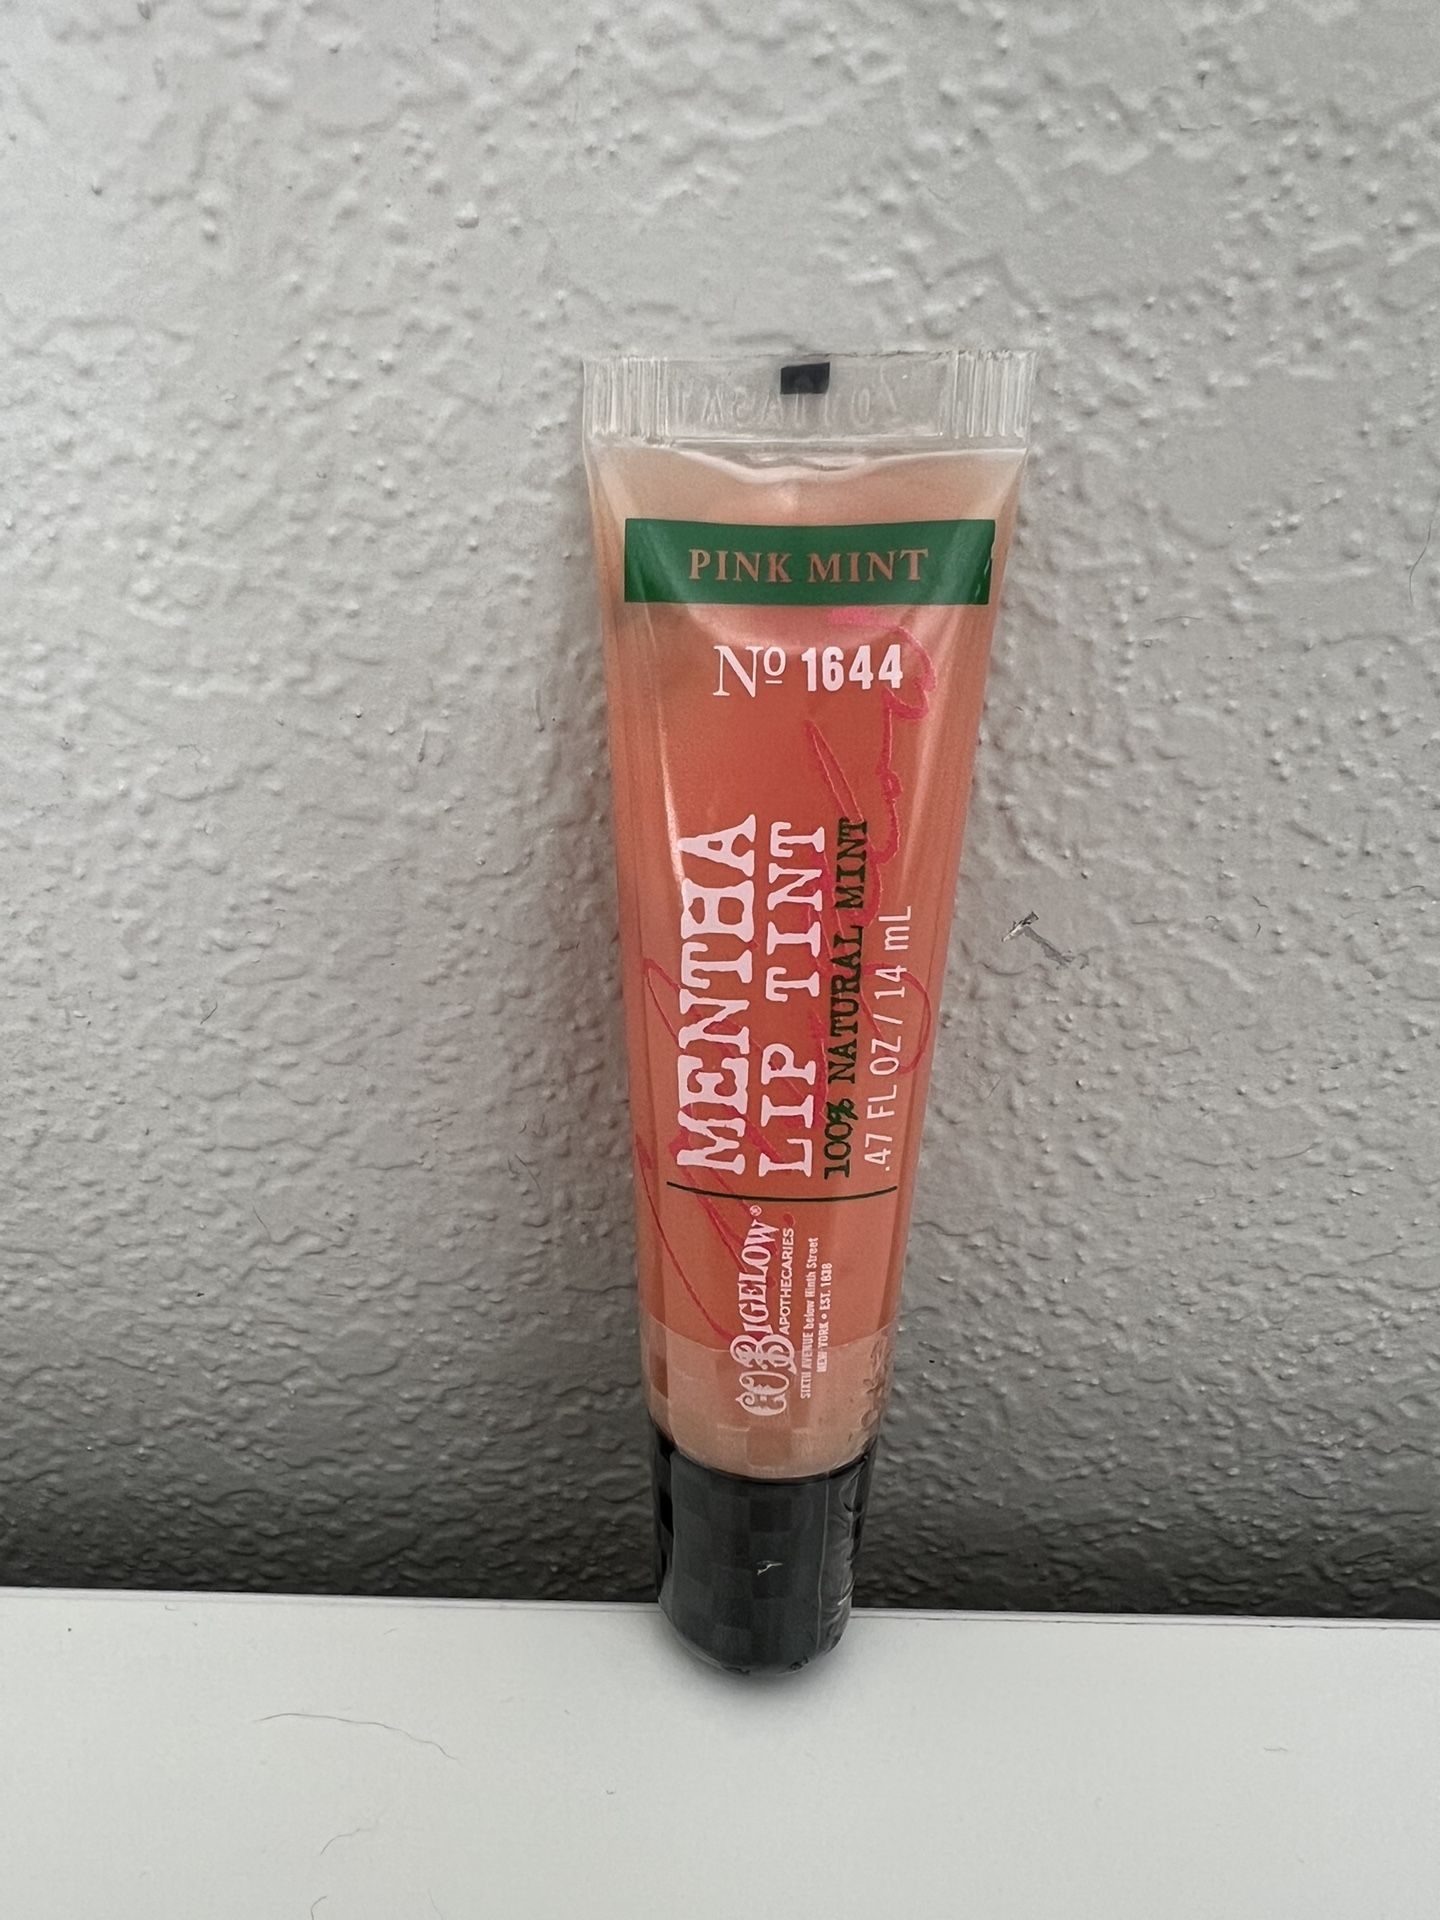 PINK MINT
Nº 1644
MENTHA
LIP TINT
100% NATURAL MINT
.47 FL OZ / 14 mL
CO BIGELOW®
APOTHECARIES
SIXTH AVENUE below Ninth Street
NEW YORK • EST. 1838